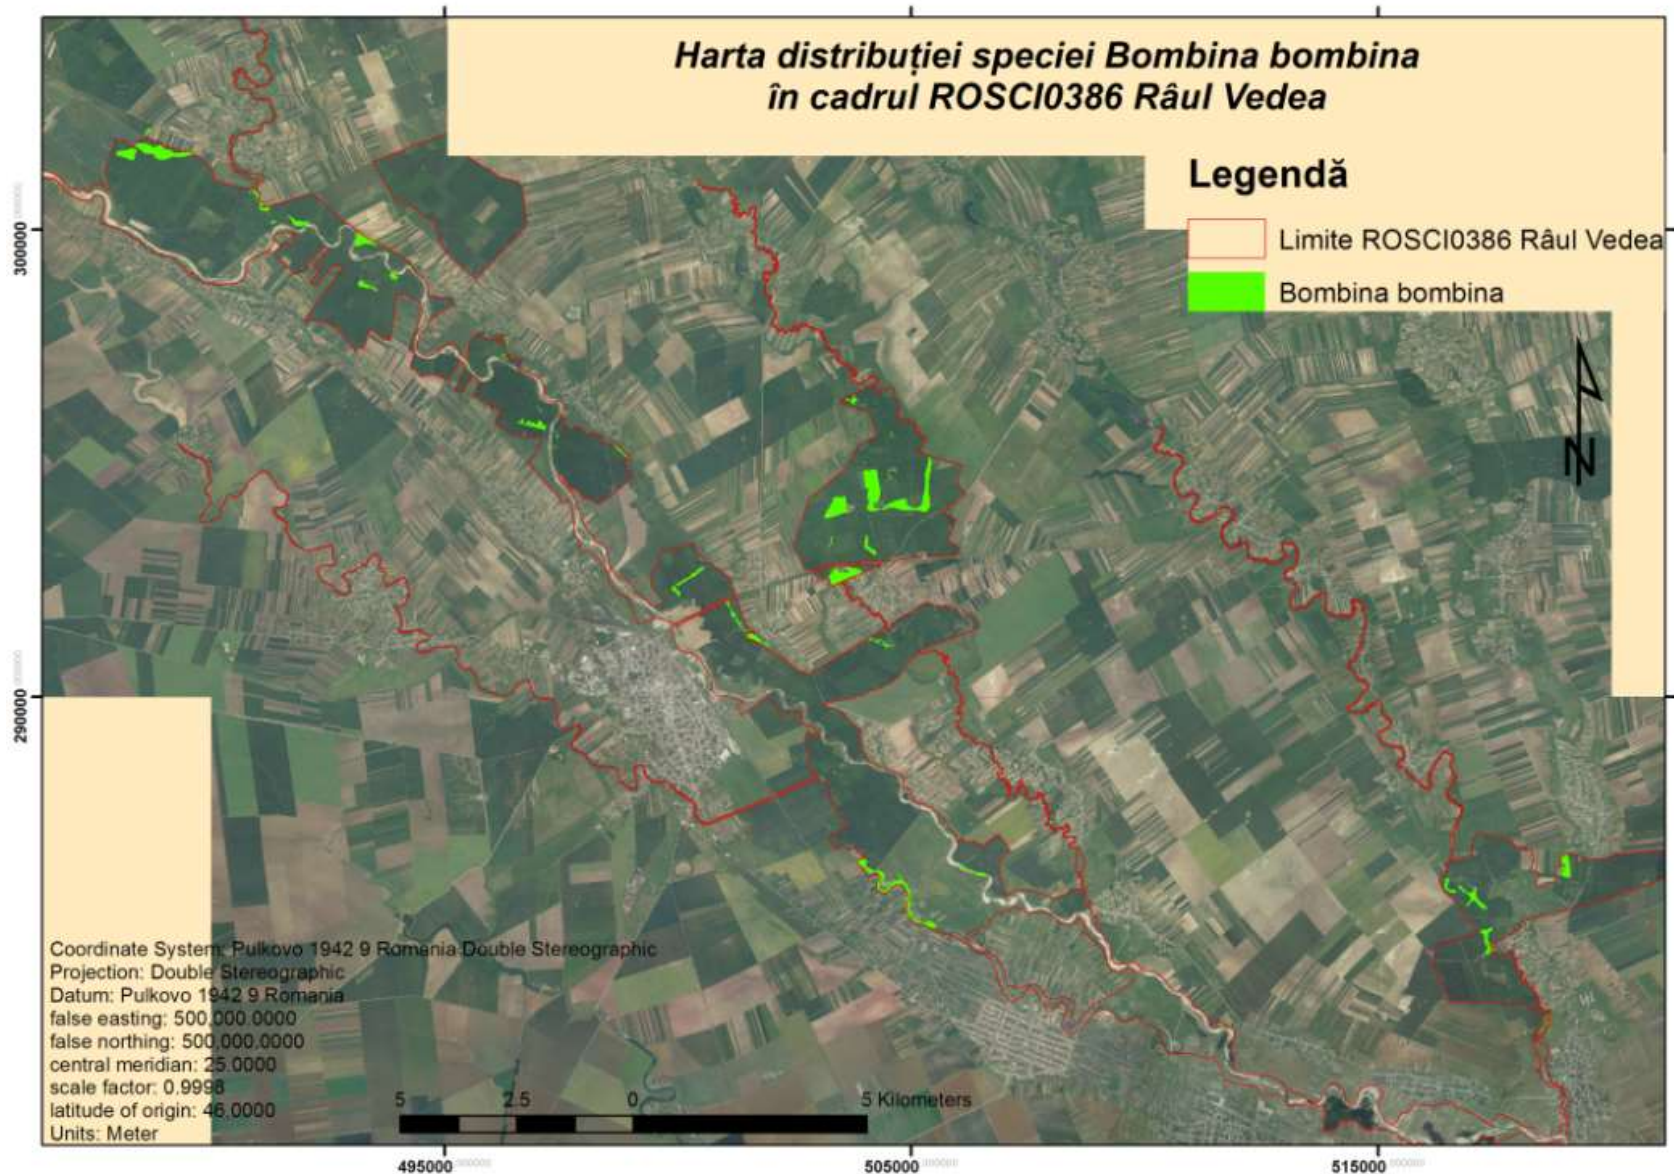 Harta distribuției speciei Bombina bombina
în cadrul ROSCI0386 Râul Vedea
Legendă
Limite ROSCI0386 Râul Vedea
Bombina bombina
N
300000
290000
Coordinate System: Pulkovo 1942 9 Romania Double Stereographic
Projection: Double Stereographic
Datum: Pulkovo 1942 9 Romania
false easting: 500,000.0000
false northing: 500,000.0000
central meridian: 25.0000
scale factor: 0.9998
latitude of origin: 46.0000
Units: Meter
5 2.5 0 5 Kilometers
495000 505000 515000